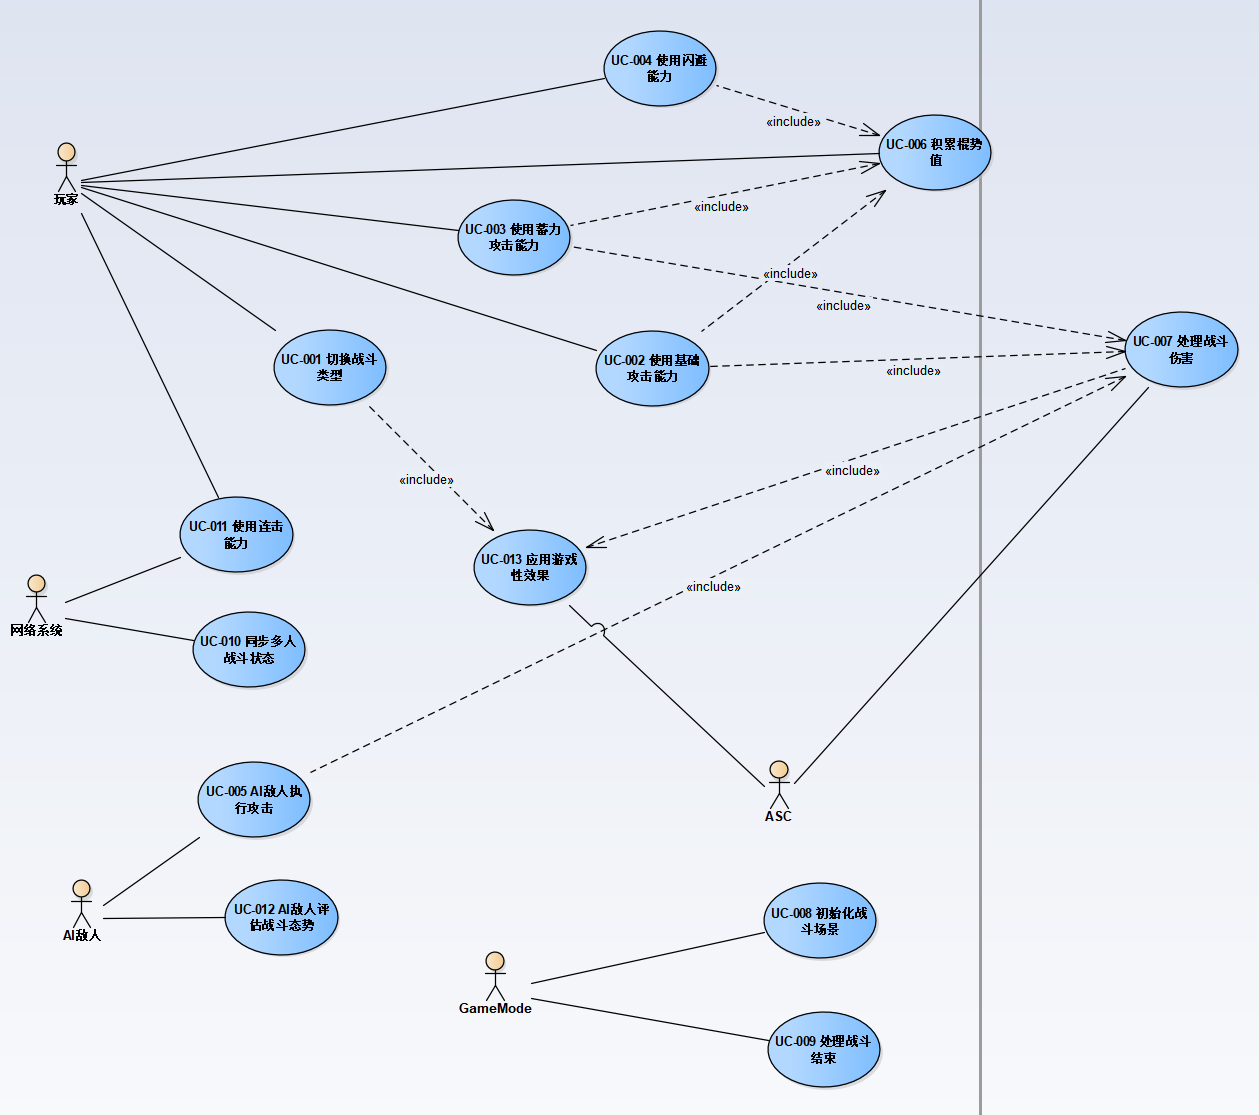 UC-004 使用闪避
能力
«include»
UC-006 积累棍势
值
玩家
«include»
UC-003 使用蓄力
攻击能力
«include»
«include»
UC-007 处理战斗
伤害
UC-001 切换战斗
类型
UC-002 使用基础
攻击能力
«include»
«include»
«include»
UC-011 使用连击
能力
UC-013 应用游戏
性效果
«include»
网络系统
UC-010 同步多人
战斗状态
UC-005 AI敌人执
行攻击
ASC
UC-012 AI敌人评
估战斗态势
AI敌人
UC-008 初始化战
斗场景
GameMode
UC-009 处理战斗
结束